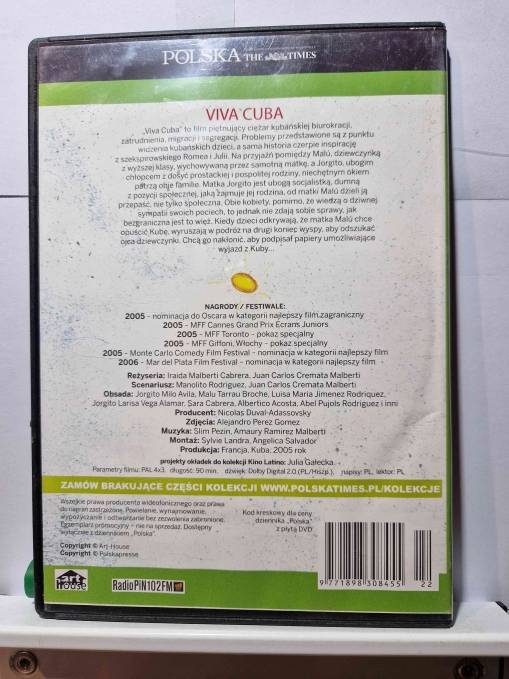 POLSKA THE TIMES
VIVA CUBA
„Viva Cuba” to film piętnujący ciężar kubańskiej biurokracji,
zatrudnienia, migracji i segregacji. Problemy przedstawione są z punktu
widzenia kubańskich dzieci, a sama historia czerpie inspirację
z szekspirowskiego Romea i Julii. Na przyjaźń pomiędzy Malú, dziewczynką
z wyższej klasy, wychowywaną przez samotną matkę, a Jorgito, ubogim
chłopcem z dosyć prostackiej i pospolitej rodziny, niechętnym okiem
patrzą obie familie. Matka Jorgito jest ubogą socjalistką, dumną
z pozycji społecznej, jaką zajmuje jej rodzina, od matki Malú dzieli ją
przepaść, nie tylko społeczna. Obie kobiety, pomimo, że wiedzą o dziwnej
sympatii swoich pociech, to jednak nie zdają sobie sprawy, jak
bezgraniczna jest to więź. Kiedy dzieci odkrywają, że matka Malú chce
opuścić Kubę, wyruszają w podróż na drugi koniec wyspy, aby odszukać
ojca dziewczynki. Chcą go nakłonić, aby podpisał papiery umożliwiające
wyjazd z Kuby...
NAGRODY / FESTIWALE:
2005 – nominacja do Oscara w kategorii najlepszy film zagraniczny
2005 – MFF Cannes Grand Prix Écrans Juniors
2005 – MFF Toronto – pokaz specjalny
2005 – MFF Giffoni, Włochy – pokaz specjalny
2005 – Monte Carlo Comedy Film Festival – nominacja w kategorii najlepszy film
2006 – Mar del Plata Film Festival – nominacja w kategorii najlepszy film
Reżyseria: Iraida Malberti Cabrera, Juan Carlos Cremata Malberti
Scenariusz: Manolito Rodriguez, Juan Carlos Cremata Malberti
Obsada: Jorgito Milo Avila, Malu Tarrau Broche, Luisa Maria Jimenez Rodriquez,
Jorgito Larisa Vega Alamar, Sara Cabrera, Albertico Acosta, Abel Pujols Rodriguez i inni
Producent: Nicolas Duval-Adassovsky
Zdjęcia: Alejandro Perez Gomez
Muzyka: Slim Pezin, Amaury Ramirez Malberti
Montaż: Sylvie Landra, Angelica Salvador
Produkcja: Francja, Kuba, 2005 rok
projekty okładek do kolekcji Kino Latino: Julia Gałecka
Parametry filmu: PAL 4x3, długość: 90 min, dźwięk: Dolby Digital 2.0 (PL/Hiszp.), napisy: PL, lektor: PL
ZAMÓW BRAKUJĄCE CZĘŚCI KOLEKCJI WWW.POLSKATIMES.PL/KOLEKCJE
Wszejkie prawa producenta wideofonicznego oraz prawa
do nagrań zastrzeżone. Powielanie, wynajmowanie,
wypożyczanie i odtwarzanie bez zezwolenia zabronione.
Egzemplarz promocyjny – nie na sprzedaż. Dostępny
wyłącznie z dziennikiem „Polska”
Kod kreskowy dla ceny
dziennika „Polska”
z płytą DVD
Copyright © Art-House
Copyright © Polskapresse
art House
RadioPiN102FM
9 771898 308455 22